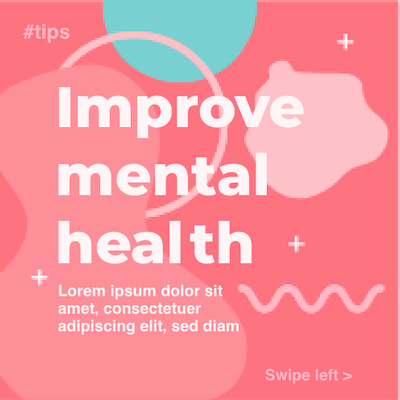 #tips
Improve
mental
health
Lorem ipsum dolor sit
amet, consectetuer
adipiscing elit, sed diam
Swipe left >